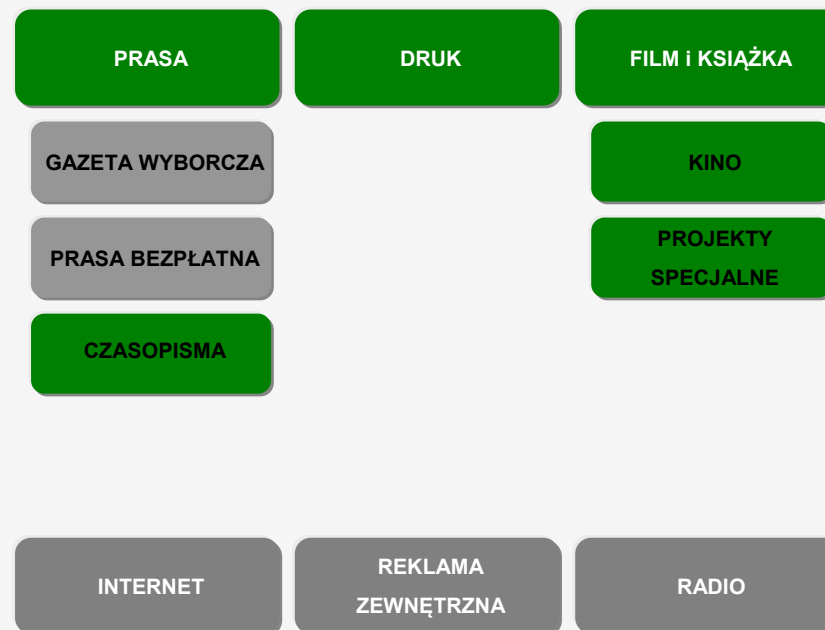 PRASA
DRUK
FILM i KSIĄŻKA
GAZETA WYBORCZA
KINO
PRASA BEZPŁATNA
PROJEKTY
SPECJALNE
CZASOPISMA
INTERNET
REKLAMA
ZEWNĘTRZNA
RADIO